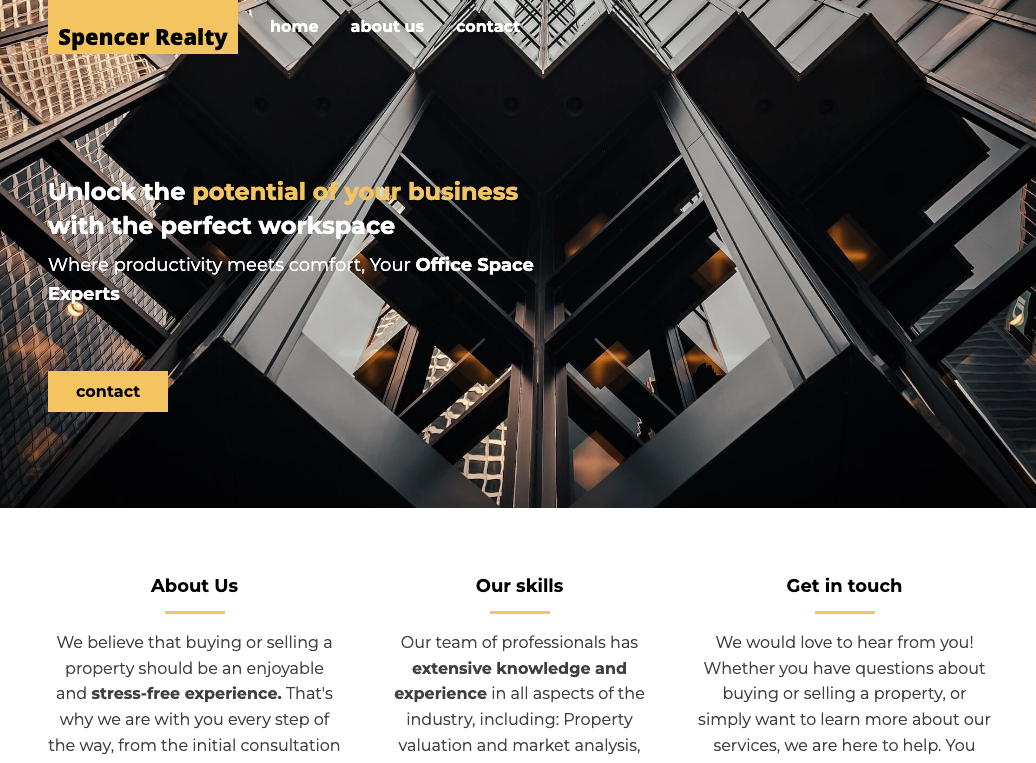 Spencer Realty
home about us contact
Unlock the potential of your business
with the perfect workspace
Where productivity meets comfort, Your Office Space
Experts
contact
About Us
We believe that buying or selling a
property should be an enjoyable
and stress-free experience. That's
why we are with you every step of
the way, from the initial consultation
Our skills
Our team of professionals has
extensive knowledge and
experience in all aspects of the
industry, including: Property
valuation and market analysis,
Get in touch
We would love to hear from you!
Whether you have questions about
buying or selling a property, or
simply want to learn more about our
services, we are here to help. You